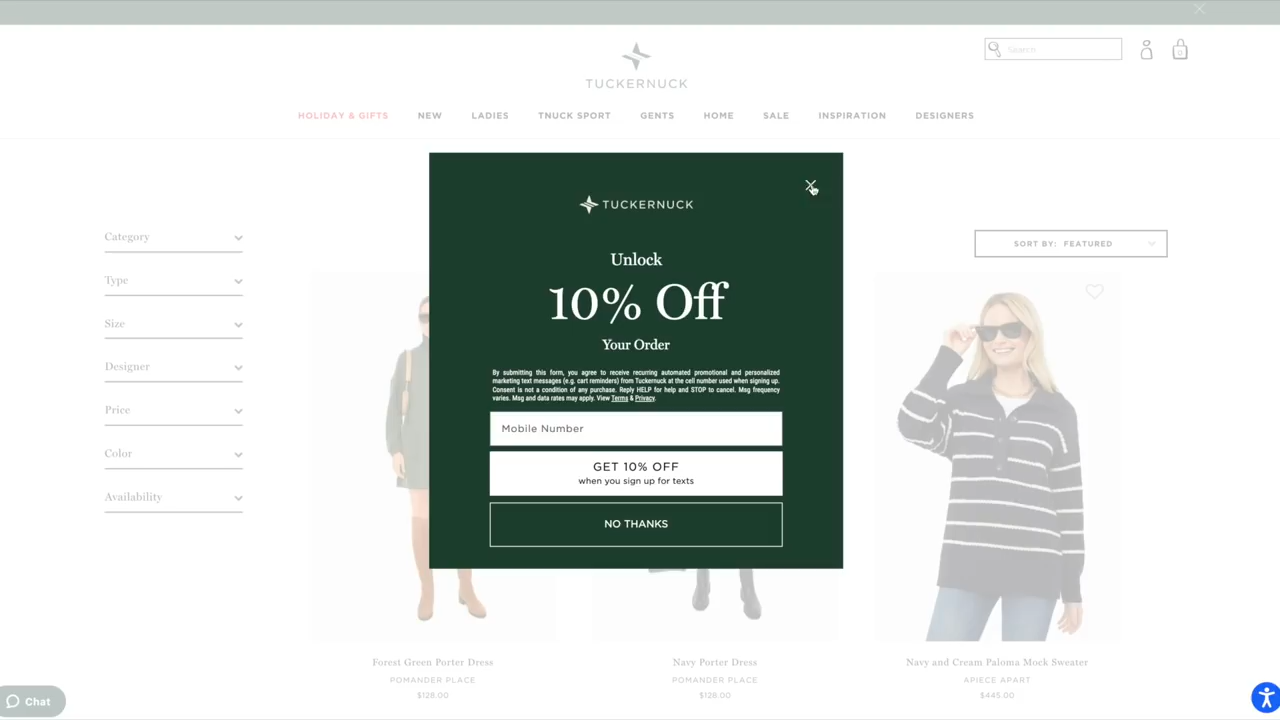 Search
0
TUCKERNUCK
HOLIDAY & GIFTS NEW LADIES TNUCK SPORT GENTS HOME SALE INSPIRATION DESIGNERS
Category
Type
Size
Designer
Price
Color
Availability
SORT BY: FEATURED
TUCKERNUCK
Unlock
10% Off
Your Order
By submitting this form, you agree to receive recurring automated promotional and personalized
marketing text messages (e.g. cart reminders) from Tuckernuck at the cell number used when signing up.
Consent is not a condition of any purchase. Reply HELP for help and STOP to cancel. Msg frequency
varies. Msg and data rates may apply. View Terms & Privacy.
Mobile Number
GET 10% OFF
when you sign up for texts
NO THANKS
Forest Green Porter Dress
POMANDER PLACE
$128.00
Navy Porter Dress
POMANDER PLACE
$128.00
Navy and Cream Paloma Mock Sweater
APIECE APART
$445.00
Chat